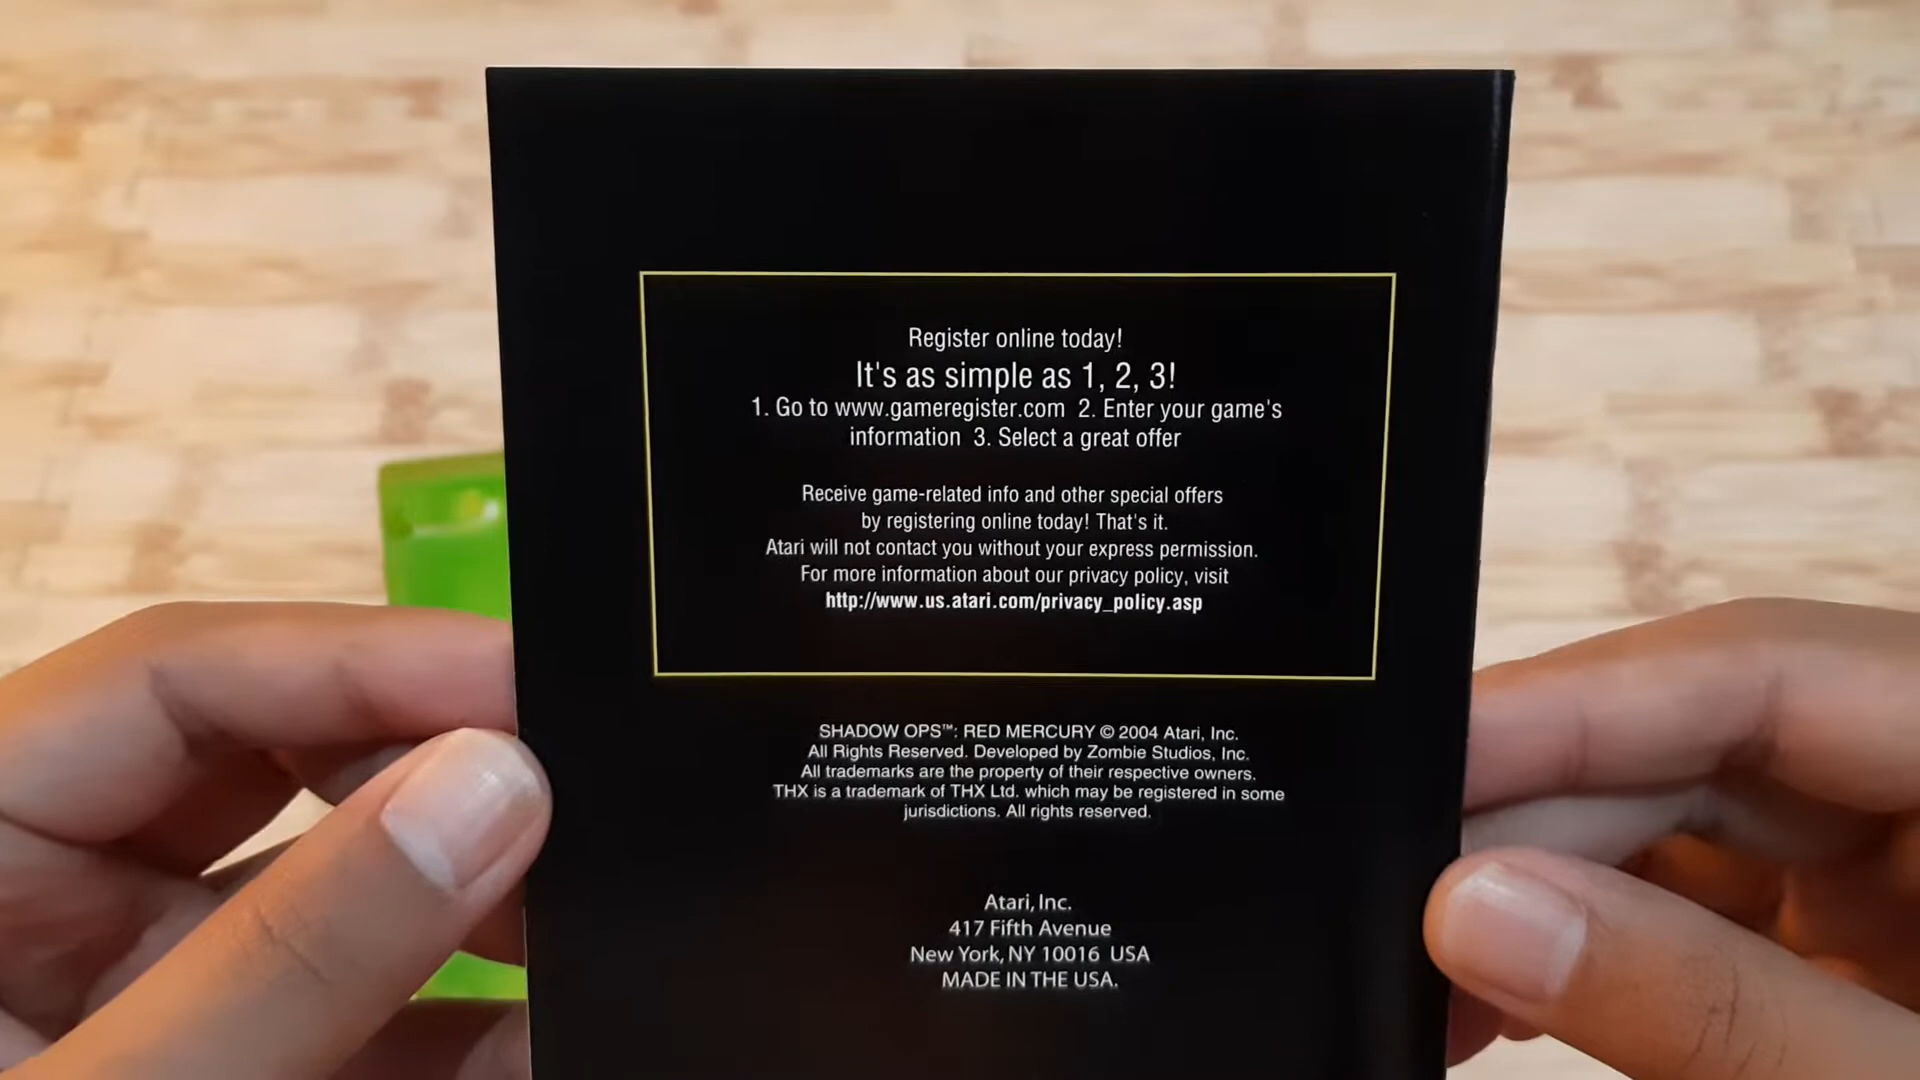 Register online today!
It's as simple as 1, 2, 3!
1. Go to www.gameregister.com 2. Enter your game's
information 3. Select a great offer
Receive game-related info and other special offers
by registering online today! That's it.
Atari will not contact you without your express permission.
For more information about our privacy policy, visit
http://www.us.atari.com/privacy_policy.asp
SHADOW OPS™: RED MERCURY © 2004 Atari, Inc.
All Rights Reserved. Developed by Zombie Studios, Inc.
All trademarks are the property of their respective owners.
THX is a trademark of THX Ltd. which may be registered in some
jurisdictions. All rights reserved.
Atari, Inc.
417 Fifth Avenue
New York, NY 10016 USA
MADE IN THE USA.